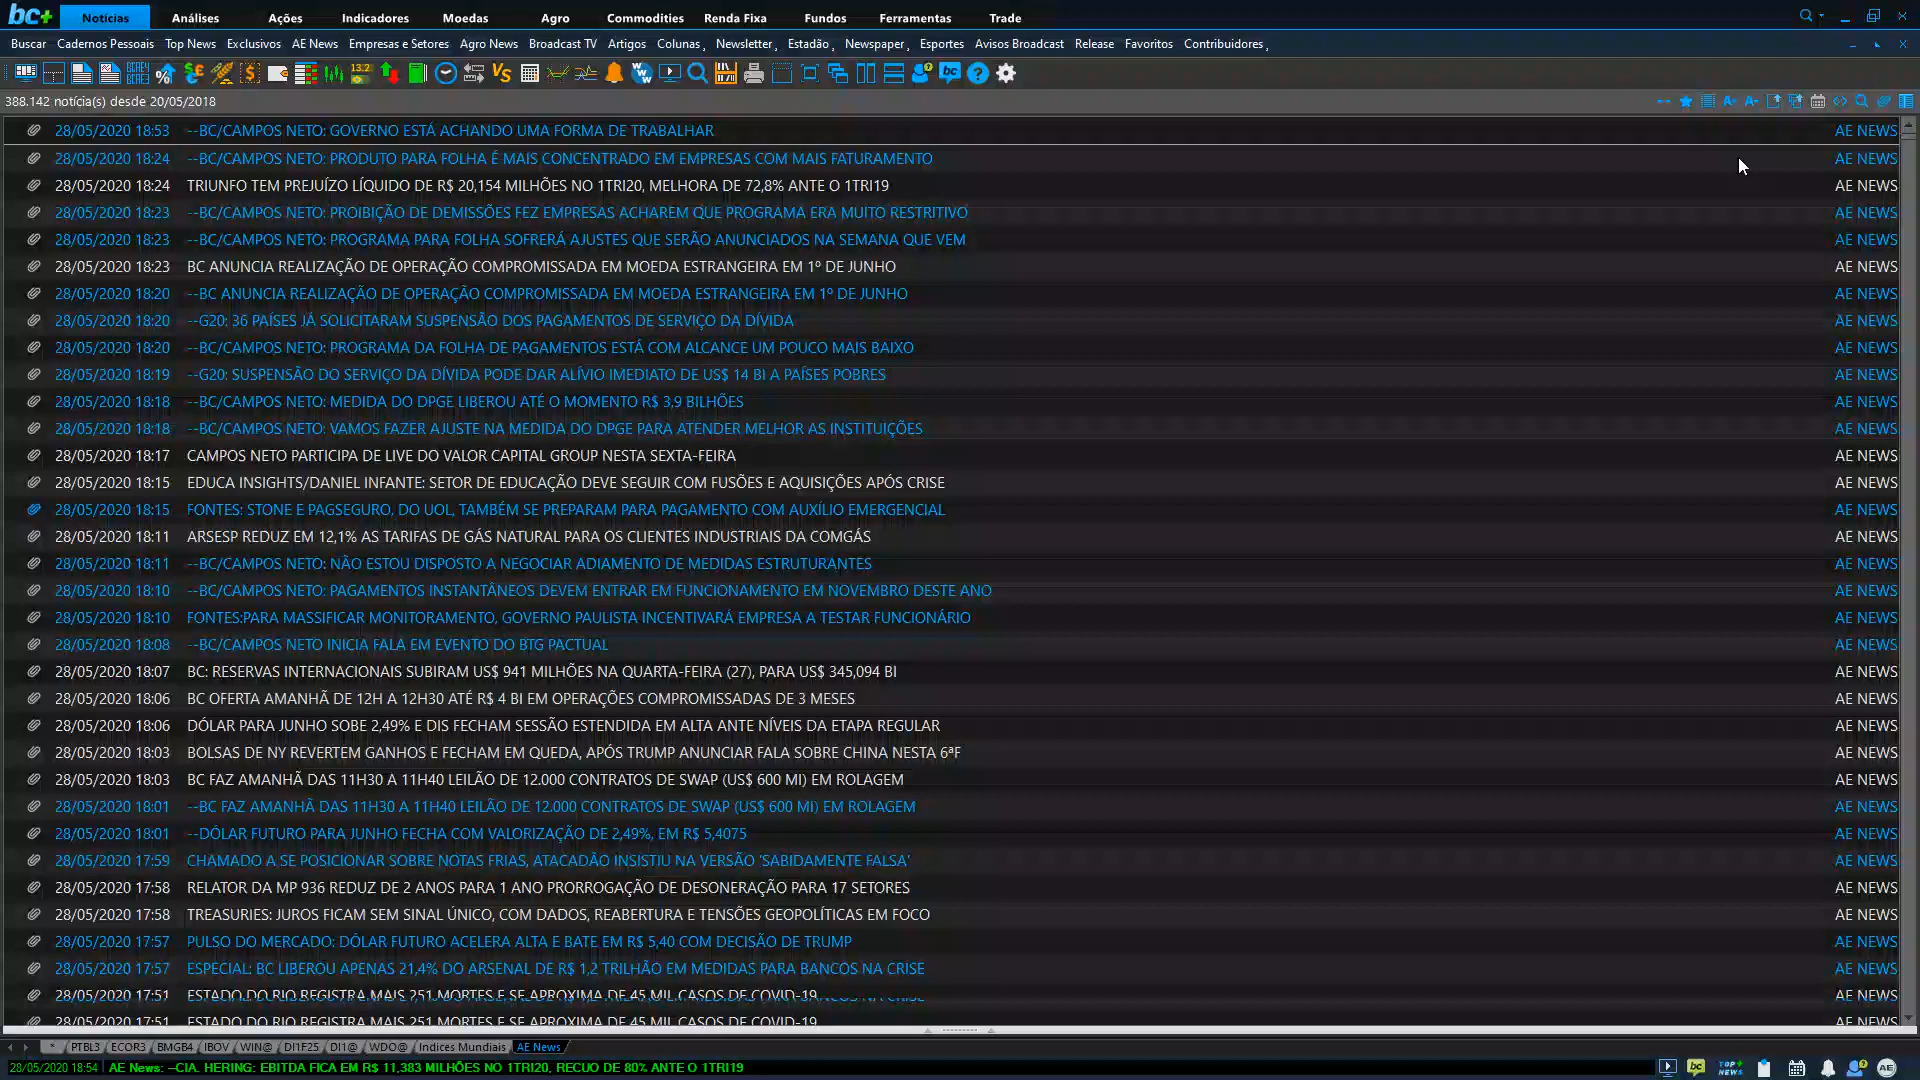 bc+ Notícias Análises Ações Indicadores Moedas Agro Commodities Renda Fixa Fundos Ferramentas Trade
Buscar Cadernos Pessoais Top News Exclusivos AE News Empresas e Setores Agro News Broadcast TV Artigos Colunas Newsletter Estadão Newspaper Esportes Avisos Broadcast Release Favoritos Contribuidores
388.142 notícia(s) desde 20/05/2018
28/05/2020 18:53 --BC/CAMPOS NETO: GOVERNO ESTÁ ACHANDO UMA FORMA DE TRABALHAR AE NEWS
28/05/2020 18:24 --BC/CAMPOS NETO: PRODUTO PARA FOLHA É MAIS CONCENTRADO EM EMPRESAS COM MAIS FATURAMENTO AE NEWS
28/05/2020 18:24 TRIUNFO TEM PREJUÍZO LÍQUIDO DE R$ 20,154 MILHÕES NO 1TRI20, MELHORA DE 72,8% ANTE O 1TRI19 AE NEWS
28/05/2020 18:23 --BC/CAMPOS NETO: PROIBIÇÃO DE DEMISSÕES FEZ EMPRESAS ACHAREM QUE PROGRAMA ERA MUITO RESTRITIVO AE NEWS
28/05/2020 18:23 --BC/CAMPOS NETO: PROGRAMA PARA FOLHA SOFRERÁ AJUSTES QUE SERÃO ANUNCIADOS NA SEMANA QUE VEM AE NEWS
28/05/2020 18:23 BC ANUNCIA REALIZAÇÃO DE OPERAÇÃO COMPROMISSADA EM MOEDA ESTRANGEIRA EM 1º DE JUNHO AE NEWS
28/05/2020 18:20 --BC ANUNCIA REALIZAÇÃO DE OPERAÇÃO COMPROMISSADA EM MOEDA ESTRANGEIRA EM 1º DE JUNHO AE NEWS
28/05/2020 18:20 --G20: 36 PAÍSES JÁ SOLICITARAM SUSPENSÃO DOS PAGAMENTOS DE SERVIÇO DA DÍVIDA AE NEWS
28/05/2020 18:20 --BC/CAMPOS NETO: PROGRAMA DA FOLHA DE PAGAMENTOS ESTÁ COM ALCANCE UM POUCO MAIS BAIXO AE NEWS
28/05/2020 18:19 --G20: SUSPENSÃO DO SERVIÇO DA DÍVIDA PODE DAR ALÍVIO IMEDIATO DE US$ 14 BI A PAÍSES POBRES AE NEWS
28/05/2020 18:18 --BC/CAMPOS NETO: MEDIDA DO DPGE LIBEROU ATÉ O MOMENTO R$ 3,9 BILHÕES AE NEWS
28/05/2020 18:18 --BC/CAMPOS NETO: VAMOS FAZER AJUSTE NA MEDIDA DO DPGE PARA ATENDER MELHOR AS INSTITUIÇÕES AE NEWS
28/05/2020 18:17 CAMPOS NETO PARTICIPA DE LIVE DO VALOR CAPITAL GROUP NESTA SEXTA-FEIRA AE NEWS
28/05/2020 18:15 EDUCA INSIGHTS/DANIEL INFANTE: SETOR DE EDUCAÇÃO DEVE SEGUIR COM FUSÕES E AQUISIÇÕES APÓS CRISE AE NEWS
28/05/2020 18:15 FONTES: STONE E PAGSEGURO, DO UOL, TAMBÉM SE PREPARAM PARA PAGAMENTO COM AUXÍLIO EMERGENCIAL AE NEWS
28/05/2020 18:11 ARSESP REDUZ EM 12,1% AS TARIFAS DE GÁS NATURAL PARA OS CLIENTES INDUSTRIAIS DA COMGÁS AE NEWS
28/05/2020 18:11 --BC/CAMPOS NETO: NÃO ESTOU DISPOSTO A NEGOCIAR ADIAMENTO DE MEDIDAS ESTRUTURANTES AE NEWS
28/05/2020 18:10 --BC/CAMPOS NETO: PAGAMENTOS INSTANTÂNEOS DEVEM ENTRAR EM FUNCIONAMENTO EM NOVEMBRO DESTE ANO AE NEWS
28/05/2020 18:10 FONTES:PARA MASSIFICAR MONITORAMENTO, GOVERNO PAULISTA INCENTIVARÁ EMPRESA A TESTAR FUNCIONÁRIO AE NEWS
28/05/2020 18:08 --BC/CAMPOS NETO INICIA FALA EM EVENTO DO BTG PACTUAL AE NEWS
28/05/2020 18:07 BC: RESERVAS INTERNACIONAIS SUBIRAM US$ 941 MILHÕES NA QUARTA-FEIRA (27), PARA US$ 345,094 BI AE NEWS
28/05/2020 18:06 BC OFERTA AMANHÃ DE 12H A 12H30 ATÉ R$ 4 BI EM OPERAÇÕES COMPROMISSADAS DE 3 MESES AE NEWS
28/05/2020 18:06 DÓLAR PARA JUNHO SOBE 2,49% E DIS FECHAM SESSÃO ESTENDIDA EM ALTA ANTE NÍVEIS DA ETAPA REGULAR AE NEWS
28/05/2020 18:03 BOLSAS DE NY REVERTEM GANHOS E FECHAM EM QUEDA, APÓS TRUMP ANUNCIAR FALA SOBRE CHINA NESTA 6ªF AE NEWS
28/05/2020 18:03 BC FAZ AMANHÃ DAS 11H30 A 11H40 LEILÃO DE 12.000 CONTRATOS DE SWAP (US$ 600 MI) EM ROLAGEM AE NEWS
28/05/2020 18:01 --BC FAZ AMANHÃ DAS 11H30 A 11H40 LEILÃO DE 12.000 CONTRATOS DE SWAP (US$ 600 MI) EM ROLAGEM AE NEWS
28/05/2020 18:01 --DÓLAR FUTURO PARA JUNHO FECHA COM VALORIZAÇÃO DE 2,49%, EM R$ 5,4075 AE NEWS
28/05/2020 17:59 CHAMADO A SE POSICIONAR SOBRE NOTAS FRIAS, ATACADÃO INSISTIU NA VERSÃO 'SABIDAMENTE FALSA' AE NEWS
28/05/2020 17:58 RELATOR DA MP 936 REDUZ DE 2 ANOS PARA 1 ANO PRORROGAÇÃO DE DESONERAÇÃO PARA 17 SETORES AE NEWS
28/05/2020 17:58 TREASURIES: JUROS FICAM SEM SINAL ÚNICO, COM DADOS, REABERTURA E TENSÕES GEOPOLÍTICAS EM FOCO AE NEWS
28/05/2020 17:57 PULSO DO MERCADO: DÓLAR FUTURO ACELERA ALTA E BATE EM R$ 5,40 COM DECISÃO DE TRUMP AE NEWS
28/05/2020 17:57 ESPECIAL: BC LIBEROU APENAS 21,4% DO ARSENAL DE R$ 1,2 TRILHÃO EM MEDIDAS PARA BANCOS NA CRISE AE NEWS
28/05/2020 17:51 ESTADO DO RIO REGISTRA MAIS 251 MORTES E SE APROXIMA DE 45 MIL CASOS DE COVID-19 AE NEWS
28/05/2020 17:51 ESTADO DO RIO REGISTRA MAIS 251 MORTES E SE APROXIMA DE 45 MIL CASOS DE COVID-19 AE NEWS
* PTBL3 ECOR3 BMGB4 IBOV WIN@ DI1F25 DI1@ WDO@ Indices Mundiais AE News
28/05/2020 18:54 AE News: --CIA. HERING: EBITDA FICA EM R$ 11,383 MILHÕES NO 1TRI20, RECUO DE 80% ANTE O 1TRI19